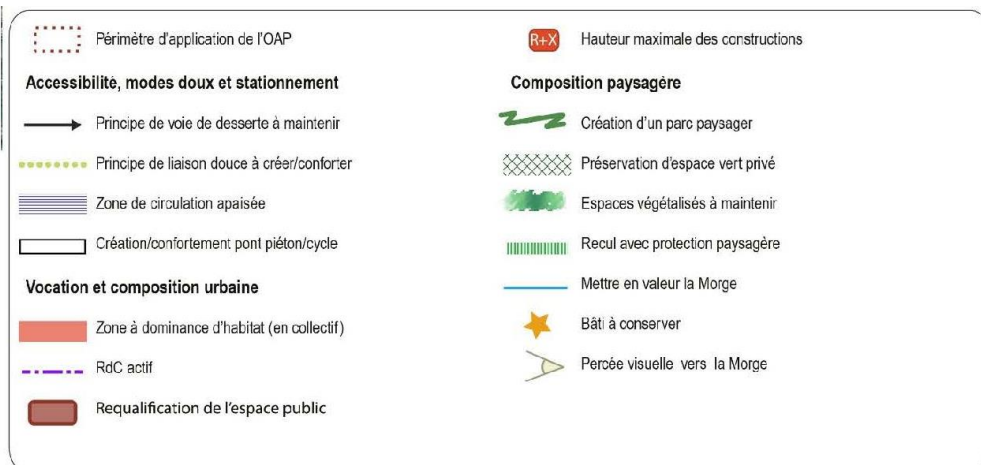 Périmètre d'application de l'OAP
Accessibilité, modes doux et stationnement
Principe de voie de desserte à maintenir
Principe de liaison douce à créer/conforter
Zone de circulation apaisée
Création/confortement pont piéton/cycle
Vocation et composition urbaine
Zone à dominance d'habitat (en collectif)
RdC actif
Requalification de l'espace public
R+X Hauteur maximale des constructions
Composition paysagère
Création d'un parc paysager
Préservation d'espace vert privé
Espaces végétalisés à maintenir
Recul avec protection paysagère
Mettre en valeur la Morge
Bâti à conserver
Percée visuelle vers la Morge